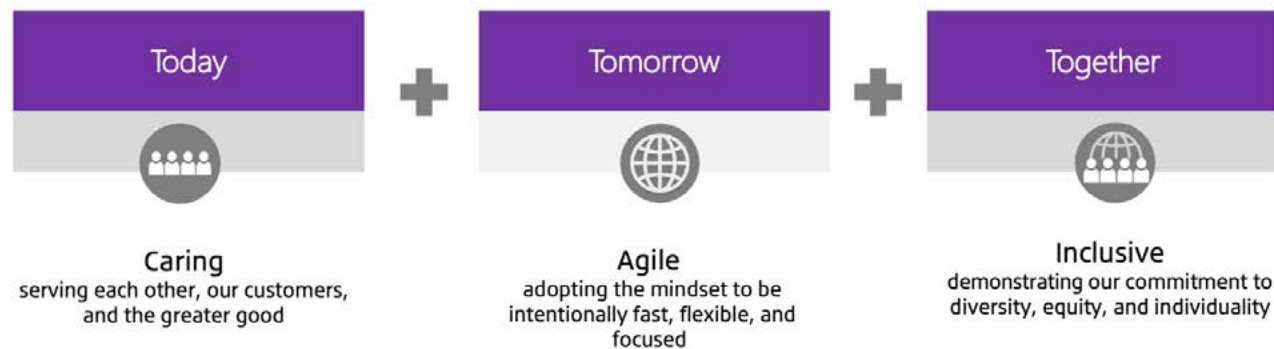 Today
Caring
serving each other, our customers,
and the greater good
Tomorrow
Agile
adopting the mindset to be
intentionally fast, flexible, and
focused
Together
Inclusive
demonstrating our commitment to
diversity, equity, and individuality